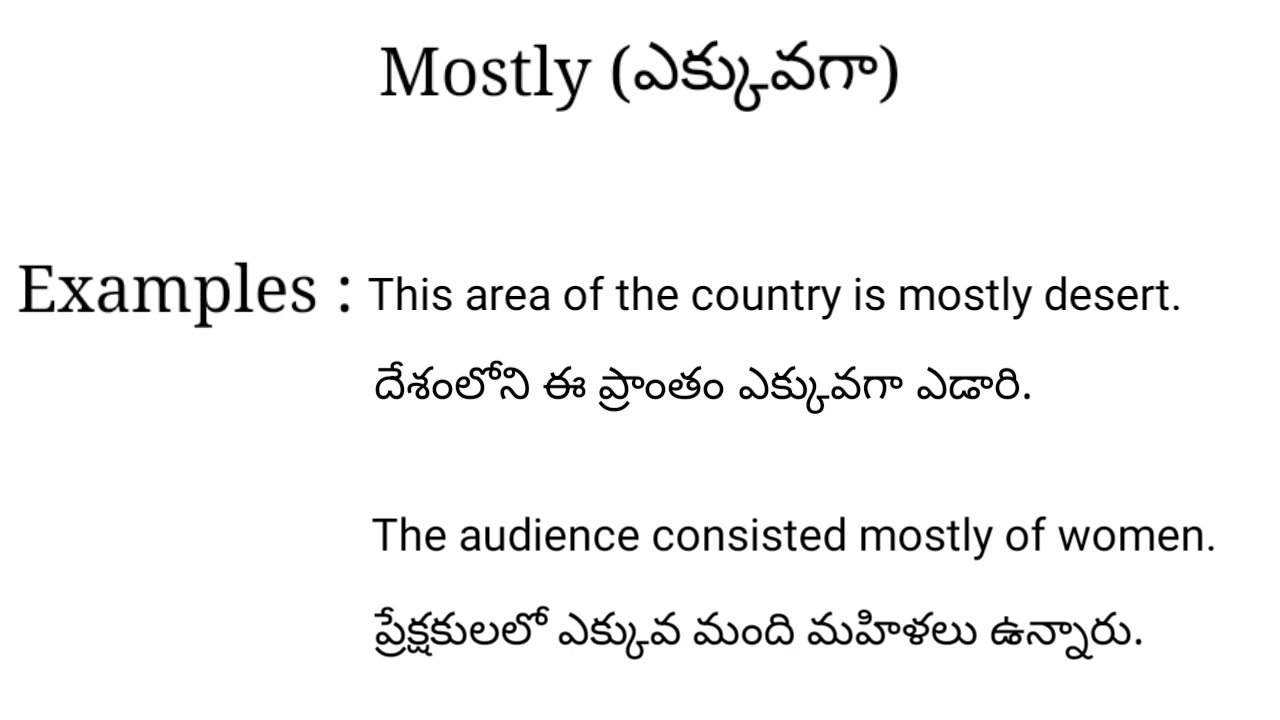 Mostly (ఎక్కువగా)
Examples : This area of the country is mostly desert.
దేశంలోని ఈ ప్రాంతం ఎక్కువగా ఎడారి.
The audience consisted mostly of women.
ప్రేక్షకులలో ఎక్కువ మంది మహిళలు ఉన్నారు.